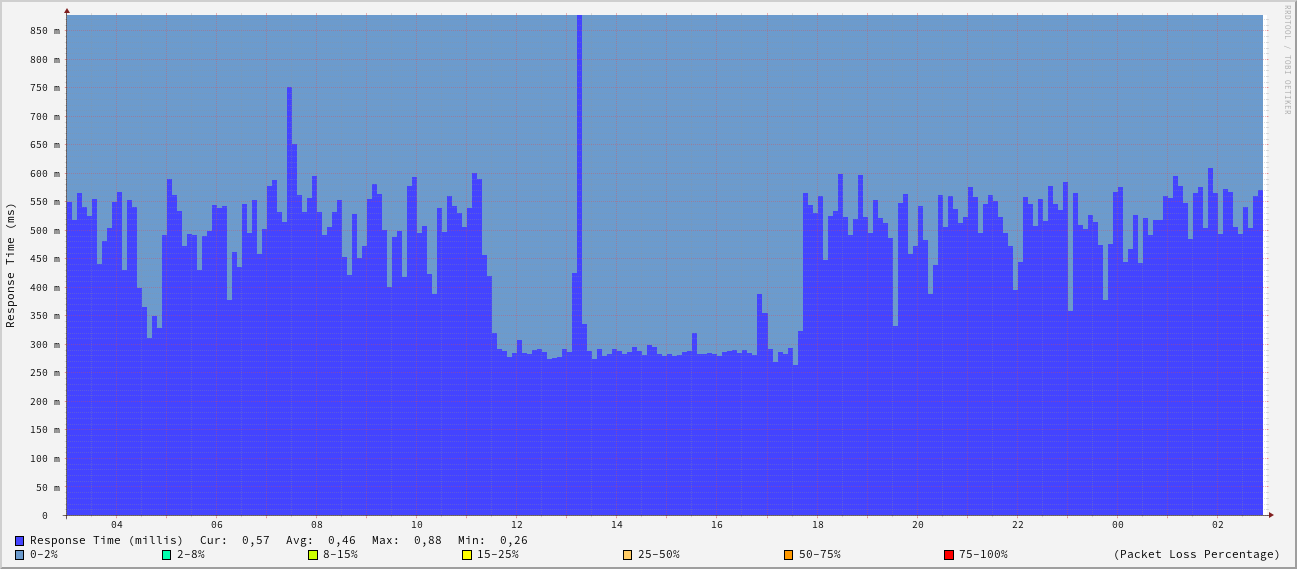 RRDTOOL / TOBI OETIKER
Response Time (ms)
850 m
800 m
750 m
700 m
650 m
600 m
550 m
500 m
450 m
400 m
350 m
300 m
250 m
200 m
150 m
100 m
50 m
0
04 06 08 10 12 14 16 18 20 22 00 02
Response Time (millis) Cur: 0,57 Avg: 0,46 Max: 0,88 Min: 0,26
0-2% 2-8% 8-15% 15-25% 25-50% 50-75% 75-100% (Packet Loss Percentage)